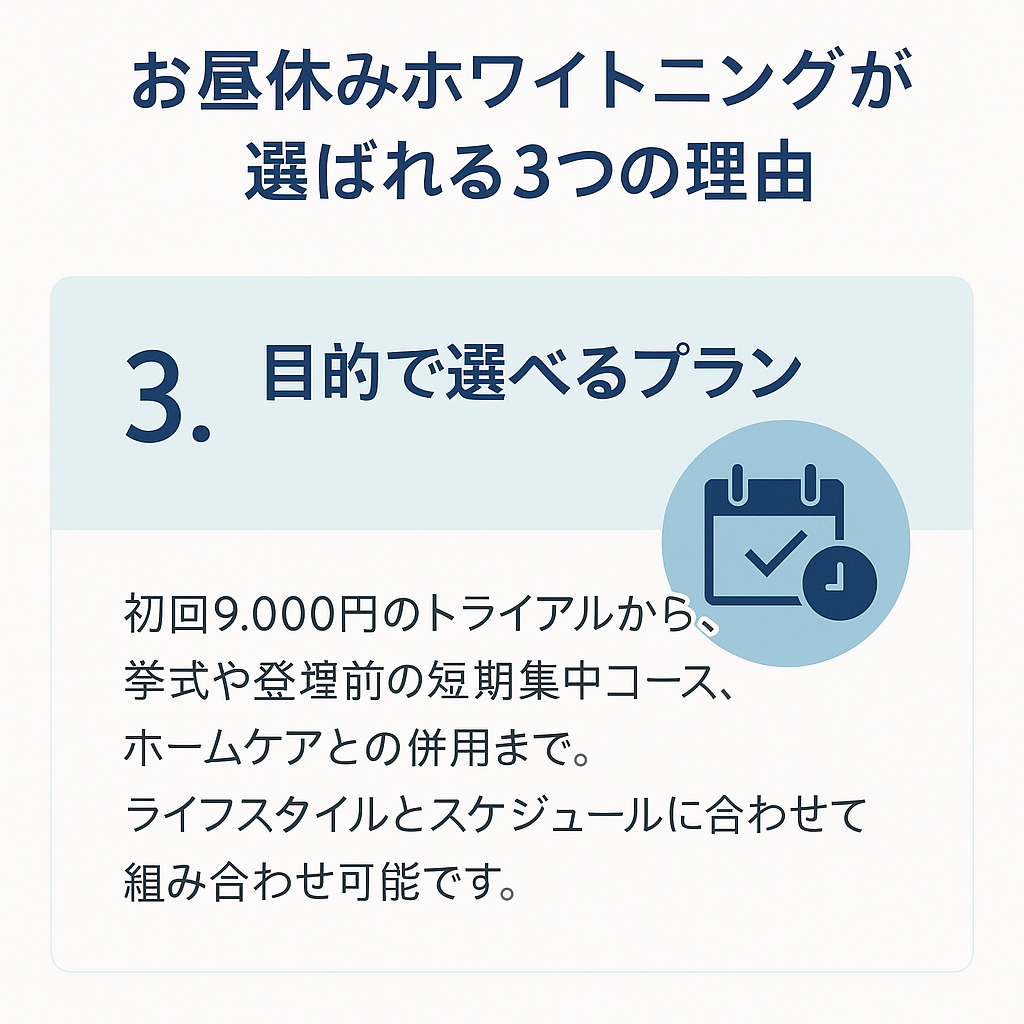 お昼休みホワイトニングが
選ばれる3つの理由
3. 目的で選べるプラン
初回9.000円のトライアルから、
挙式や登壇前の短期集中コース、
ホームケアとの併用まで。
ライフスタイルとスケジュールに合わせて
組み合わせ可能です。